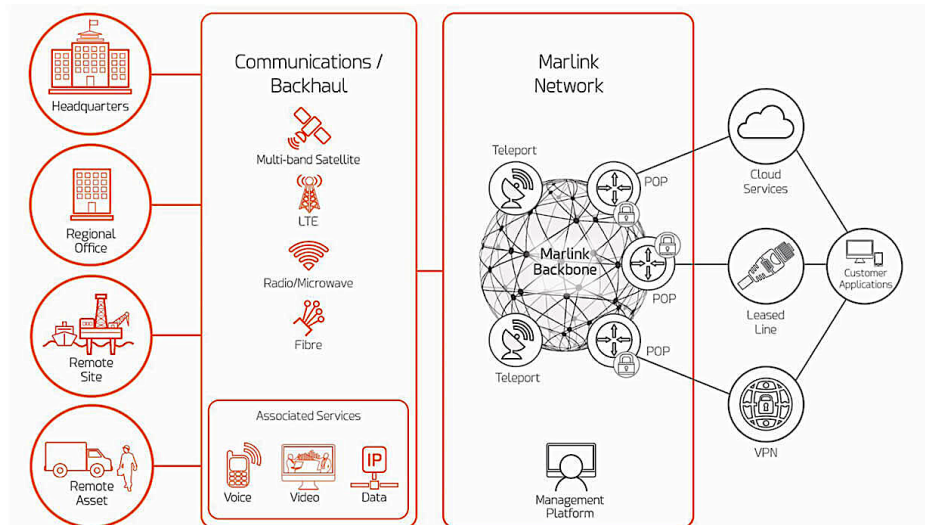 Headquarters
Regional
Office
Remote
Site
Remote
Asset
Communications /
Backhaul
Multi-band Satellite
LTE
Radio/Microwave
Fibre
Associated Services
Voice
Video
IP
Data
Marlink
Network
Teleport
POP
Marlink
Backbone
POP
POP
Teleport
Management
Platform
Cloud
Services
Leased
Line
VPN
Customer
Applications